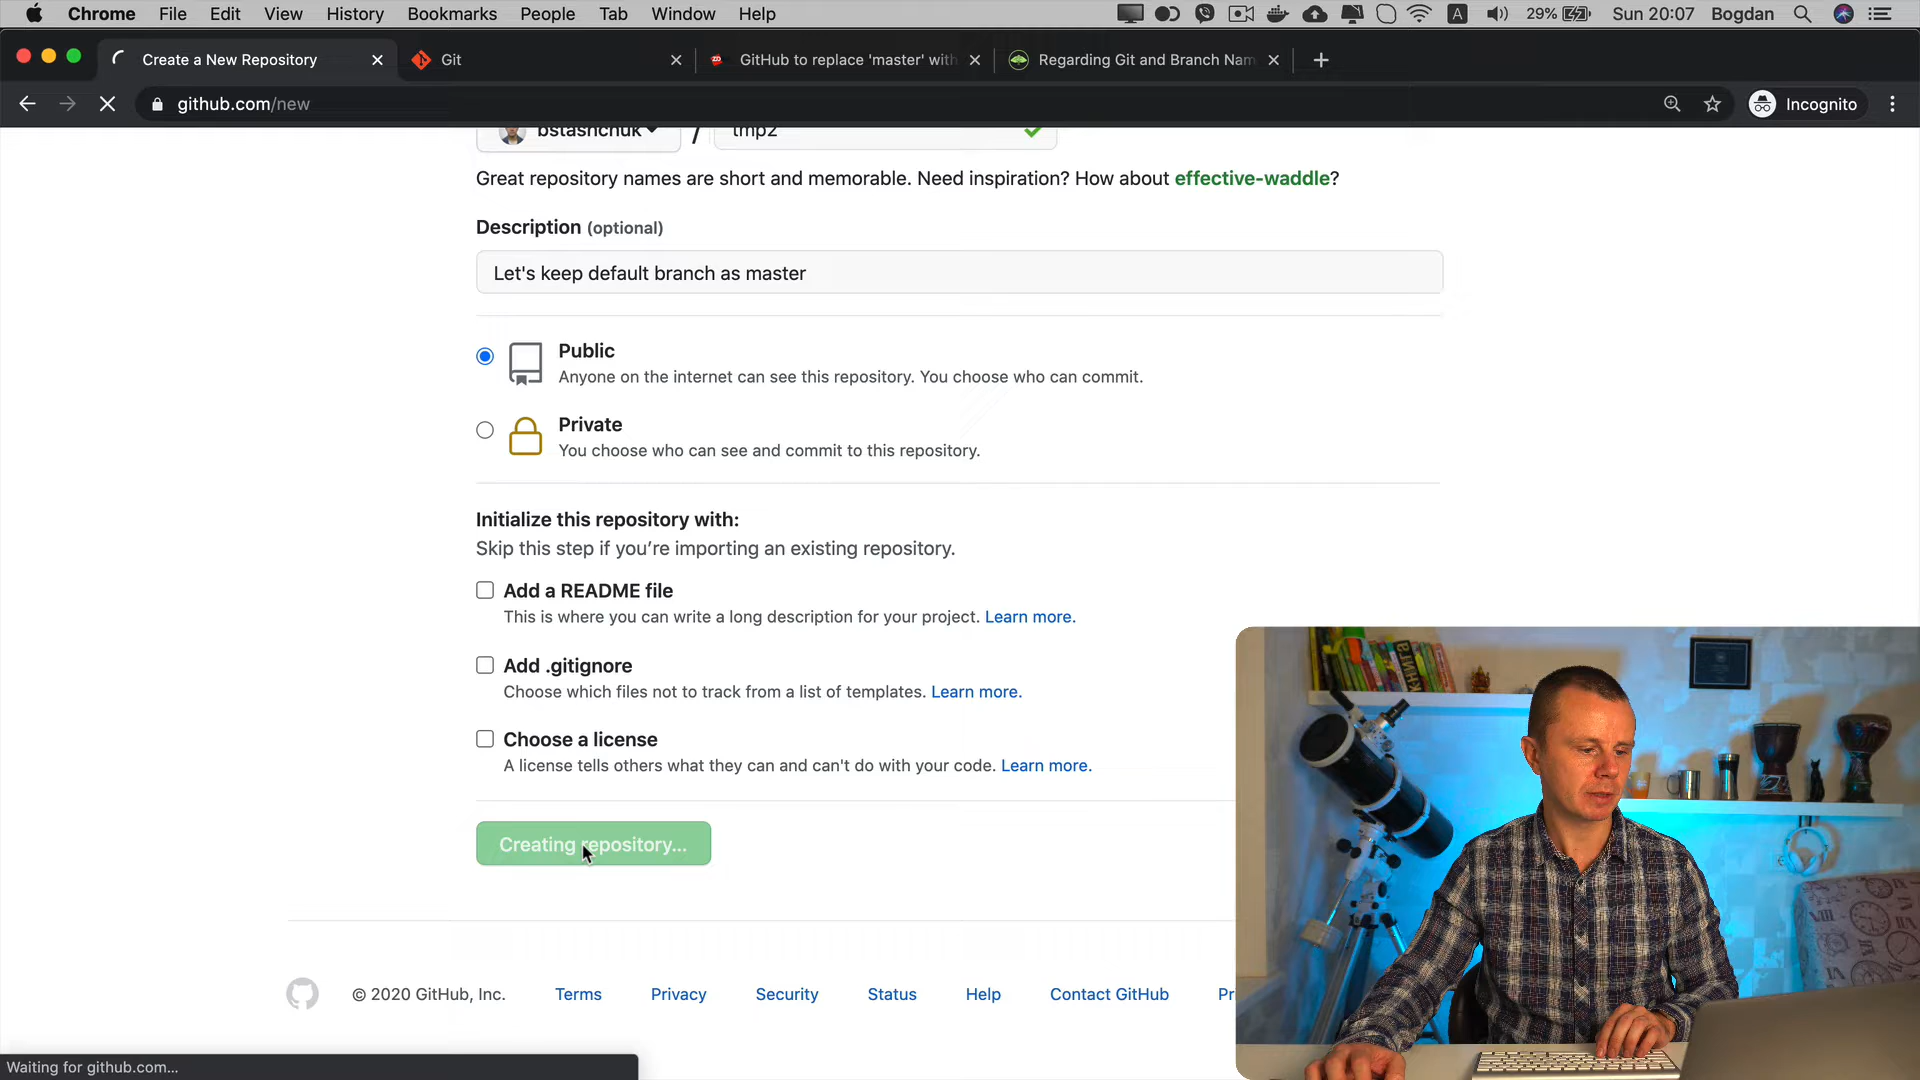 Chrome File Edit View History Bookmarks People Tab Window Help A 29% Sun 20:07 Bogdan
Create a New Repository Git GitHub to replace 'master' with Regarding Git and Branch Nam
github.com/new Incognito
bstashchuk / tmp2
Great repository names are short and memorable. Need inspiration? How about effective-waddle?
Description (optional)
Let's keep default branch as master
Public
Anyone on the internet can see this repository. You choose who can commit.
Private
You choose who can see and commit to this repository.
Initialize this repository with:
Skip this step if you’re importing an existing repository.
Add a README file
This is where you can write a long description for your project. Learn more.
Add .gitignore
Choose which files not to track from a list of templates. Learn more.
Choose a license
A license tells others what they can and can't do with your code. Learn more.
Creating repository...
© 2020 GitHub, Inc. Terms Privacy Security Status Help Contact GitHub Pr
Waiting for github.com...